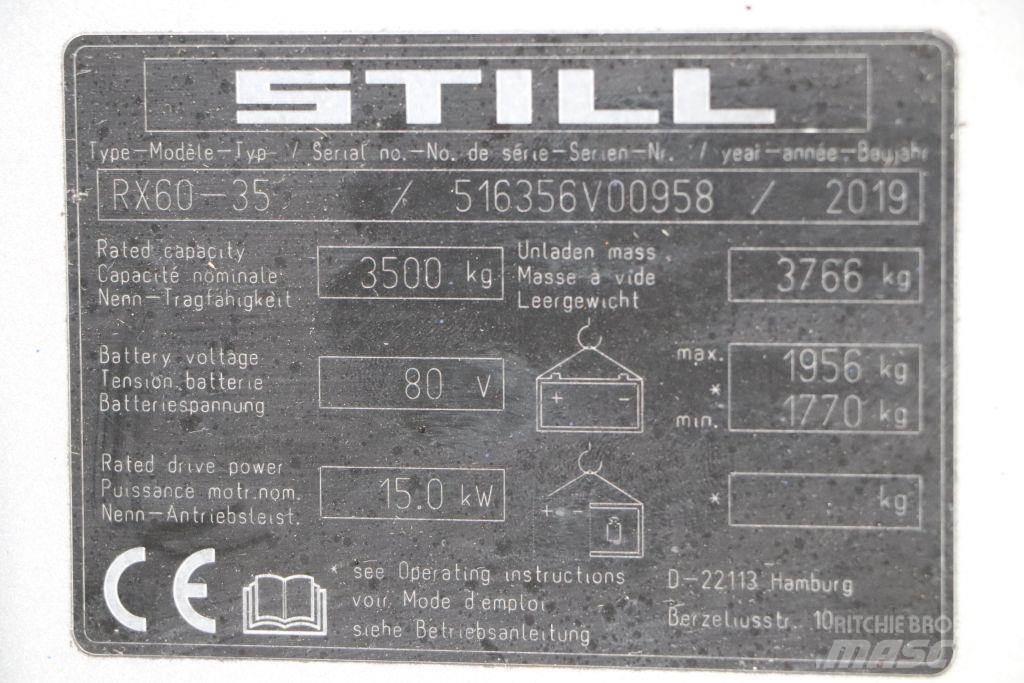 STILL
Type-Modèle-Typ- / Serial no.-No. de série-Serien-Nr. / year-année-Baujahr
RX60-35 / 516356V00958 / 2019
Rated capacity
Capacité nominale
Nenn-Tragfähigkeit
3500 kg
Unladen mass
Masse à vide
Leergewicht
3766 kg
Battery voltage
Tension batterie
Batteriespannung
80 V
+ -
max. 1956 kg
*
min. 1770 kg
Rated drive power
Puissance motr.nom.
Nenn-Antriebsleist.
15.0 kW
+ -
* kg
CE
* see Operating instructions
voir Mode d'emploi
siehe Betriebsanleitung
D-22113 Hamburg
Berzeliusstr. 10
RITCHIE BROS